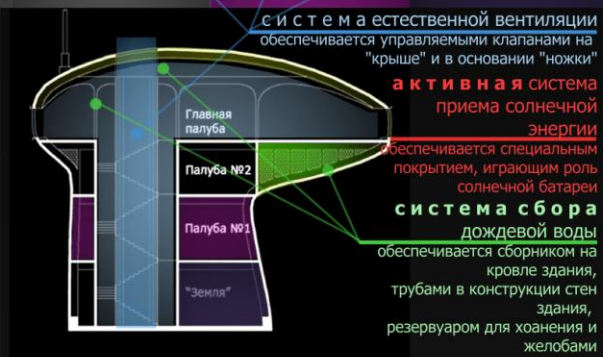 система естественной вентиляции
обеспечивается управляемыми клапанами на
"крыше" и в основании "ножки"
активная система
приема солнечной
энергии
обеспечивается специальным
покрытием, играющим роль
солнечной батареи
система сбора
дождевой воды
обеспечивается сборником на
кровле здания,
трубами в конструкции стен
здания,
резервуаром для хоанения и
желобами
Главная
палуба
Палуба №2
Палуба №1
"Земля"